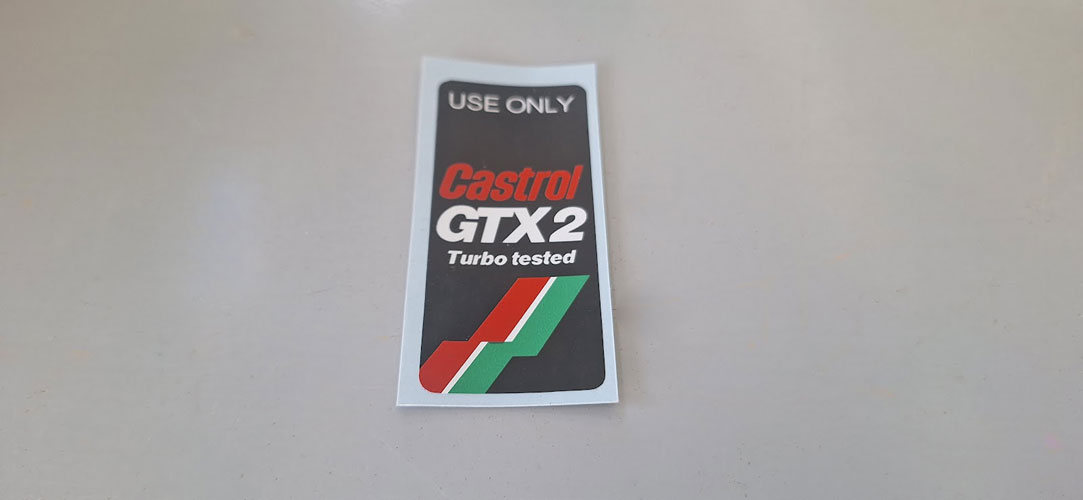 USE ONLY
Castrol
GTX2
Turbo tested